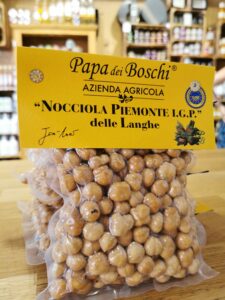 Papa dei Boschi®
AZIENDA AGRICOLA
“NOCCIOLA PIEMONTE I.G.P.”
delle Langhe